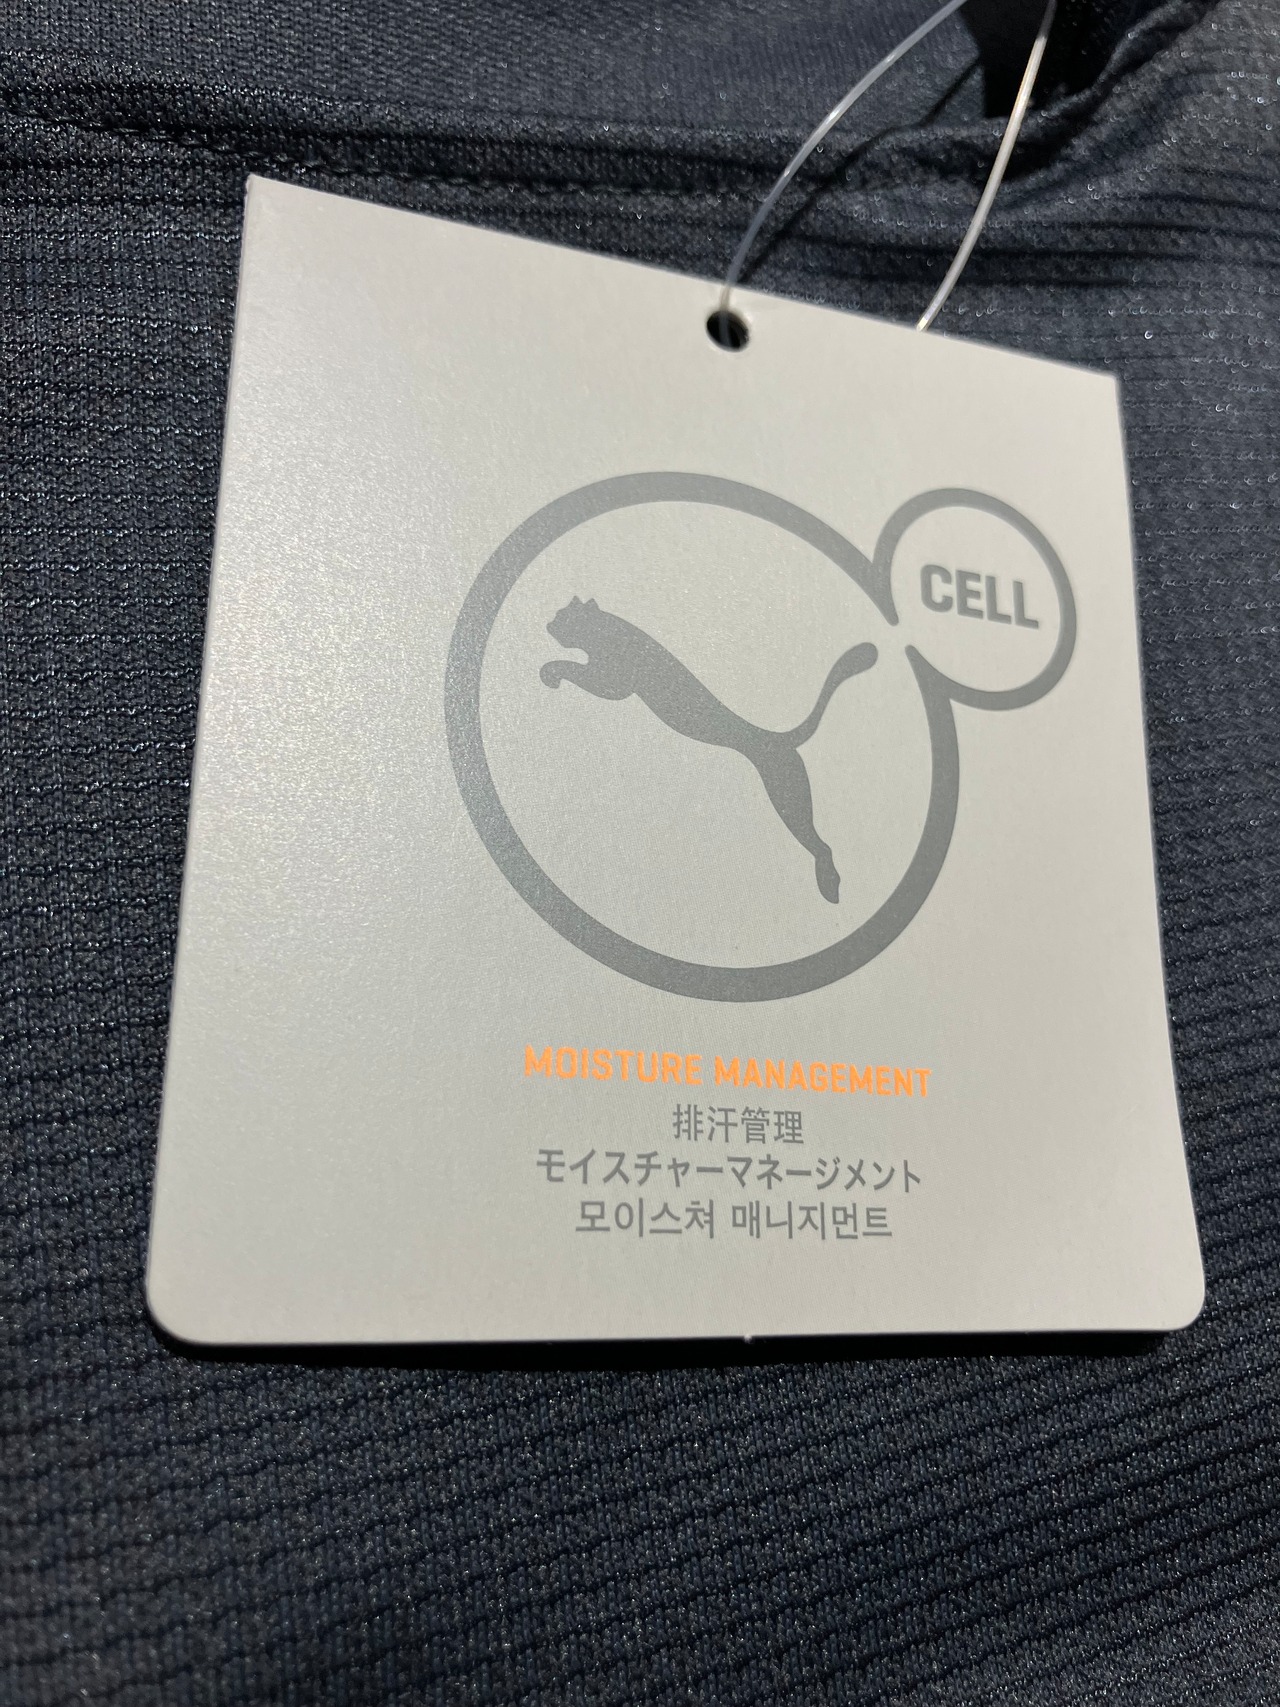 CELL
MOISTURE MANAGEMENT
排汗管理
モイスチャーマネージメント
모이스쳐 매니지먼트